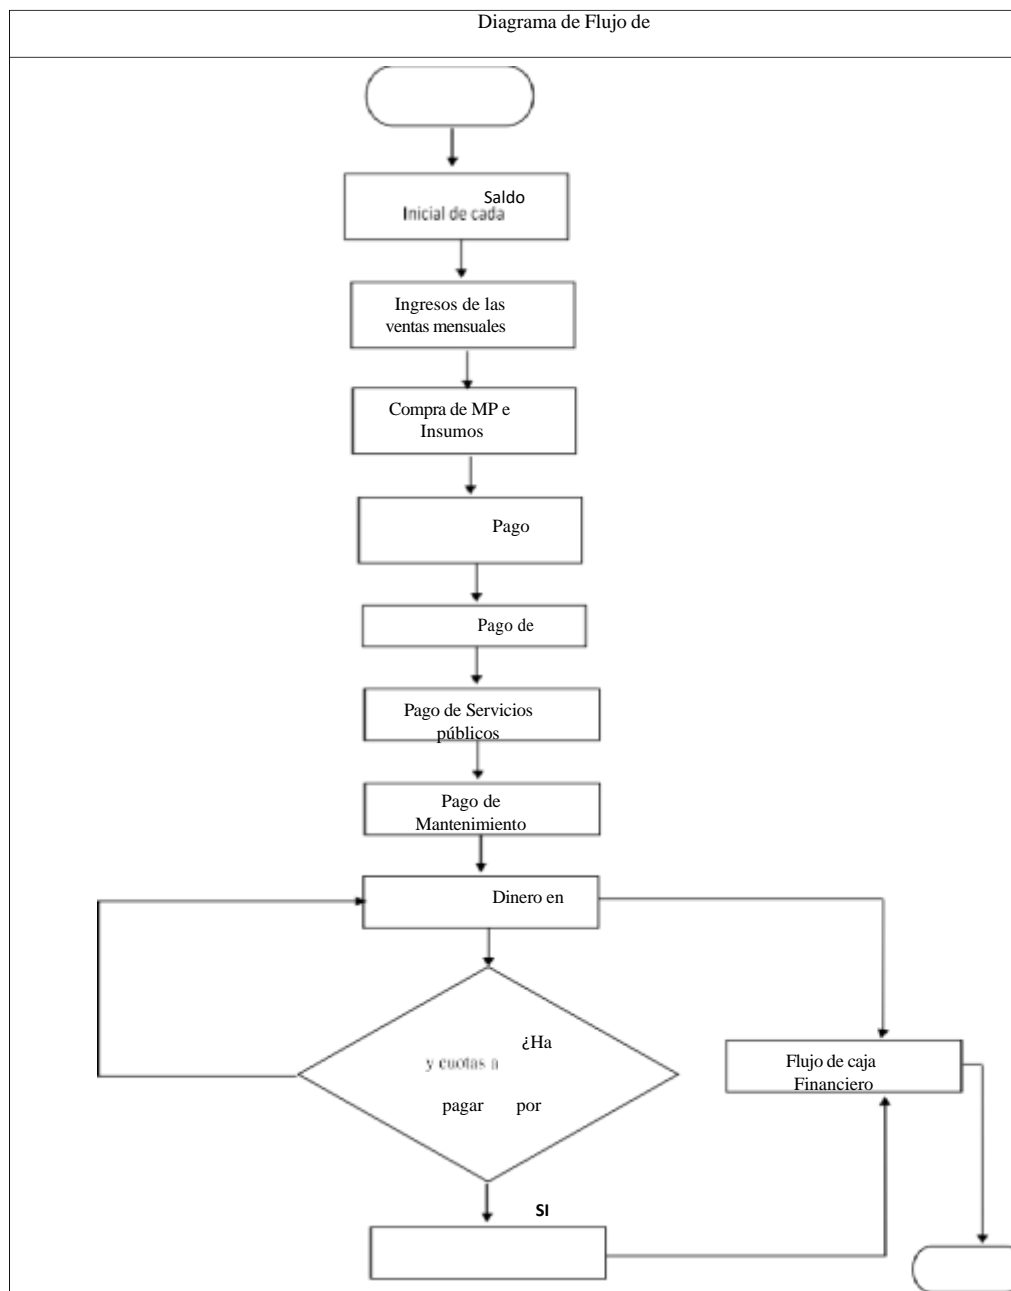 Diagrama de Flujo de
Saldo
Inicial de cada
Ingresos de las
ventas mensuales
Compra de MP e
Insumos
Pago
Pago de
Pago de Servicios
públicos
Pago de
Mantenimiento
Dinero en
¿Ha
y cuotas a
pagar por
Flujo de caja
Financiero
SI